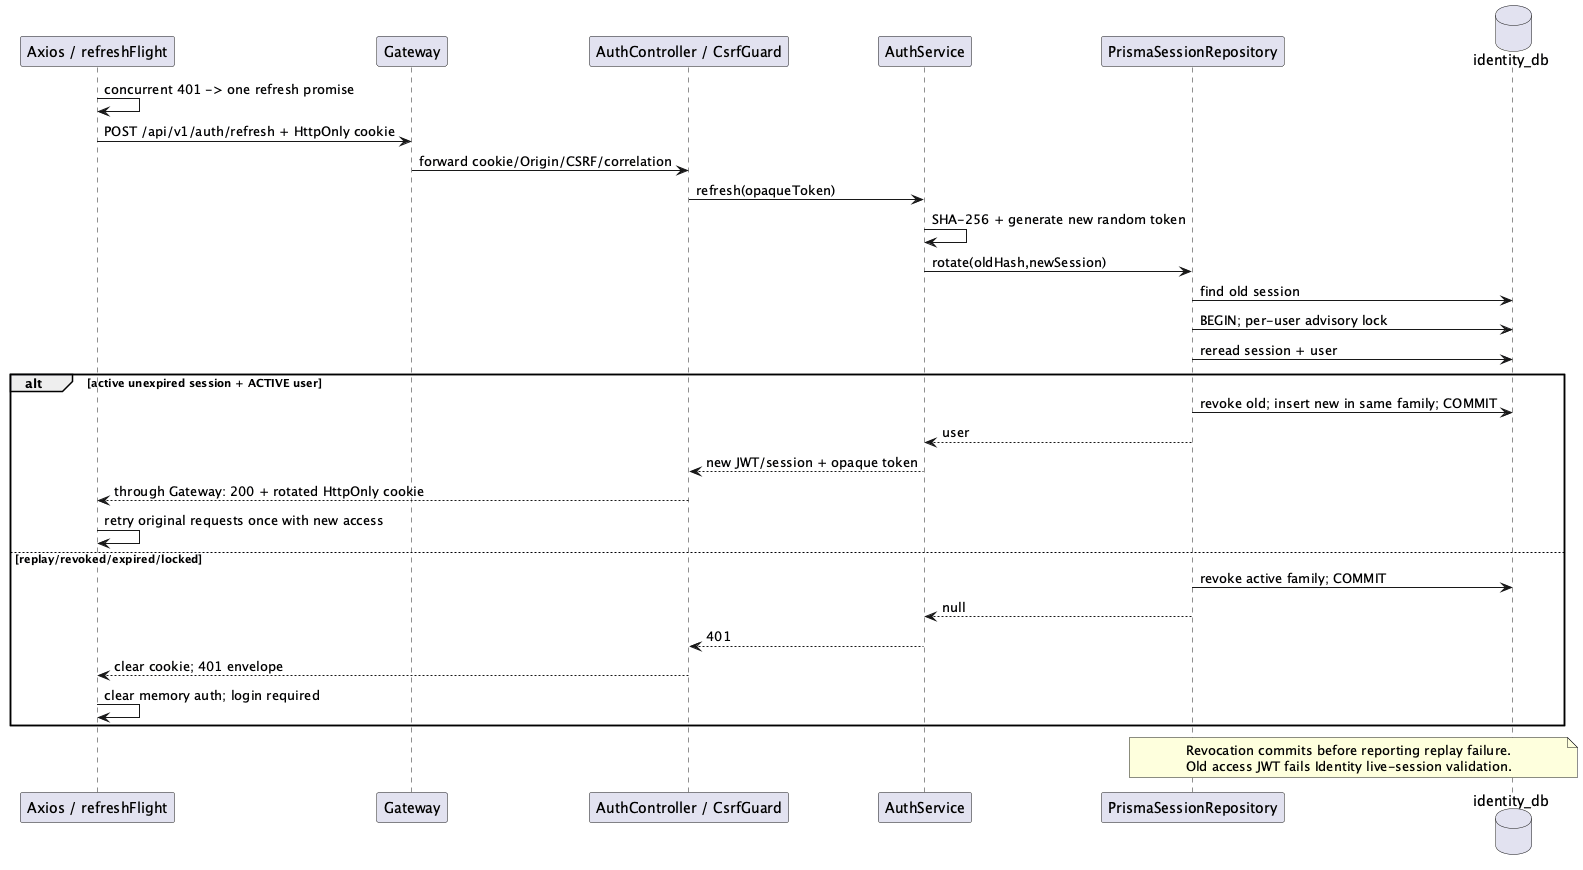 Axios / refreshFlight
Gateway
AuthController / CsrfGuard
AuthService
PrismaSessionRepository
identity_db
concurrent 401 -> one refresh promise
POST /api/v1/auth/refresh + HttpOnly cookie
forward cookie/Origin/CSRF/correlation
refresh(opaqueToken)
SHA-256 + generate new random token
rotate(oldHash,newSession)
find old session
BEGIN; per-user advisory lock
reread session + user
alt
[active unexpired session + ACTIVE user]
revoke old; insert new in same family; COMMIT
user
new JWT/session + opaque token
through Gateway: 200 + rotated HttpOnly cookie
retry original requests once with new access
[replay/revoked/expired/locked]
revoke active family; COMMIT
null
401
clear cookie; 401 envelope
clear memory auth; login required
Revocation commits before reporting replay failure.
Old access JWT fails Identity live-session validation.
Axios / refreshFlight
Gateway
AuthController / CsrfGuard
AuthService
PrismaSessionRepository
identity_db